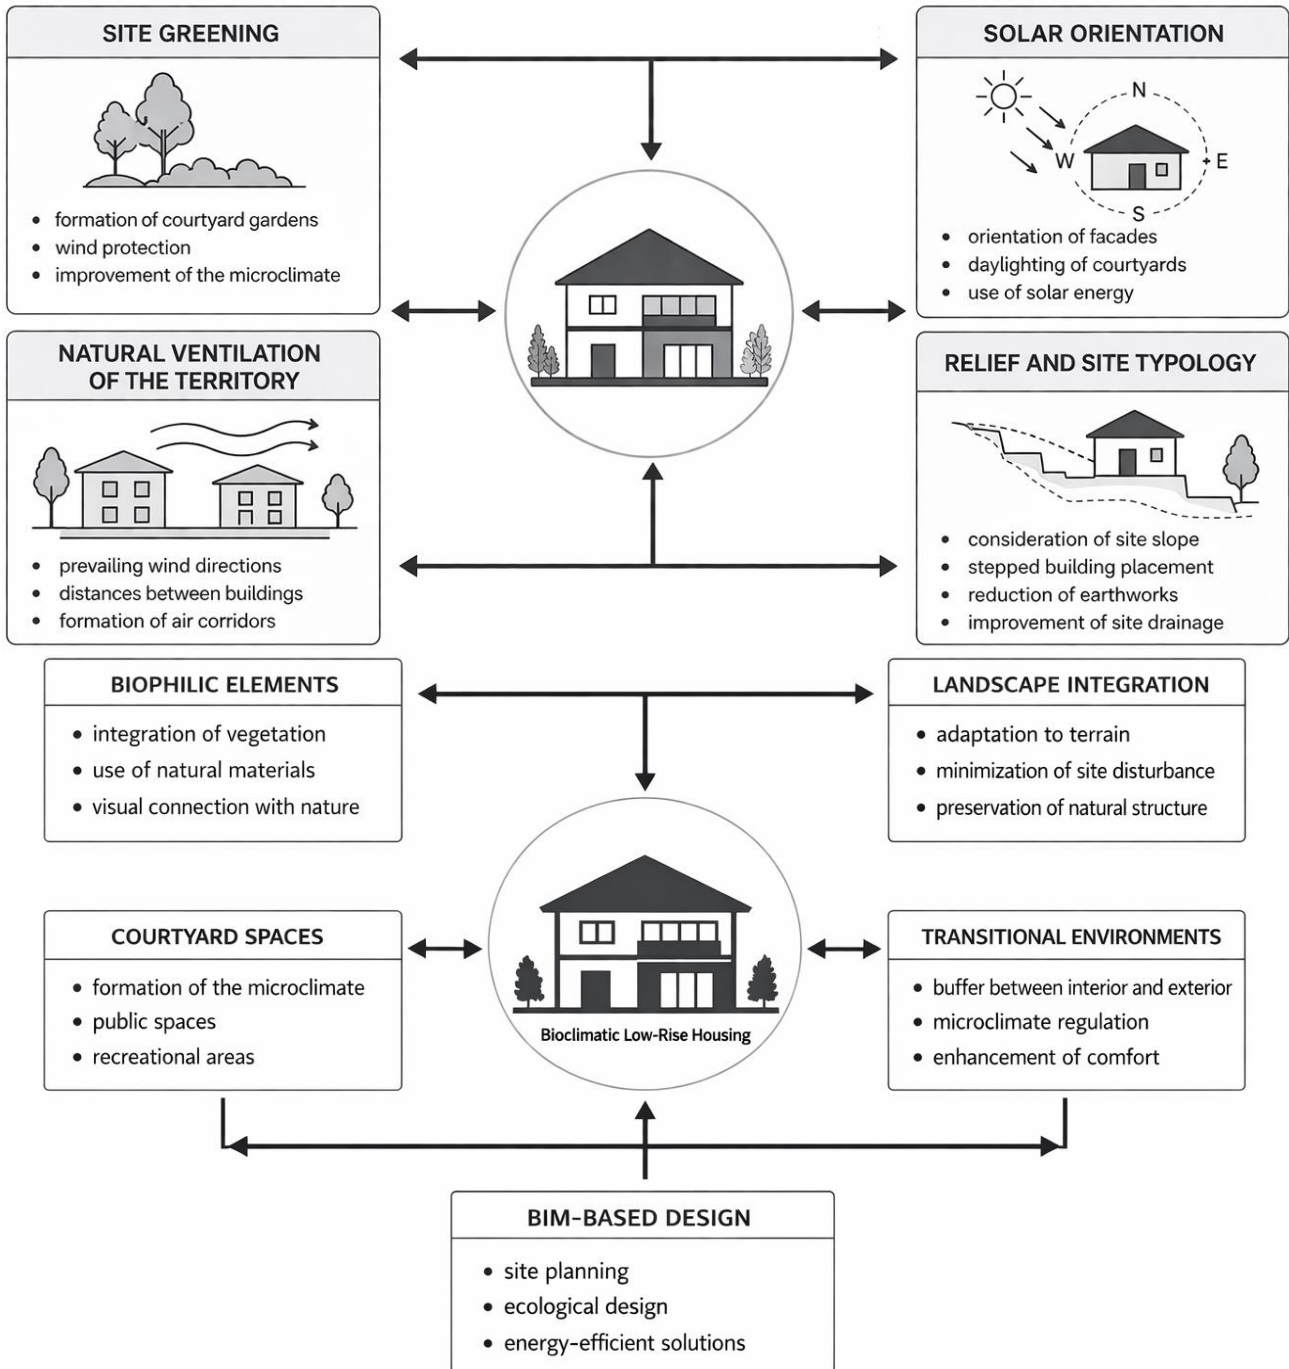 SITE GREENING
• formation of courtyard gardens
• wind protection
• improvement of the microclimate
SOLAR ORIENTATION
N
W
E
S
• orientation of facades
• daylighting of courtyards
• use of solar energy
NATURAL VENTILATION
OF THE TERRITORY
• prevailing wind directions
• distances between buildings
• formation of air corridors
RELIEF AND SITE TYPOLOGY
• consideration of site slope
• stepped building placement
• reduction of earthworks
• improvement of site drainage
BIOPHILIC ELEMENTS
• integration of vegetation
• use of natural materials
• visual connection with nature
LANDSCAPE INTEGRATION
• adaptation to terrain
• minimization of site disturbance
• preservation of natural structure
COURTYARD SPACES
• formation of the microclimate
• public spaces
• recreational areas
Bioclimatic Low-Rise Housing
TRANSITIONAL ENVIRONMENTS
• buffer between interior and exterior
• microclimate regulation
• enhancement of comfort
BIM-BASED DESIGN
• site planning
• ecological design
• energy-efficient solutions